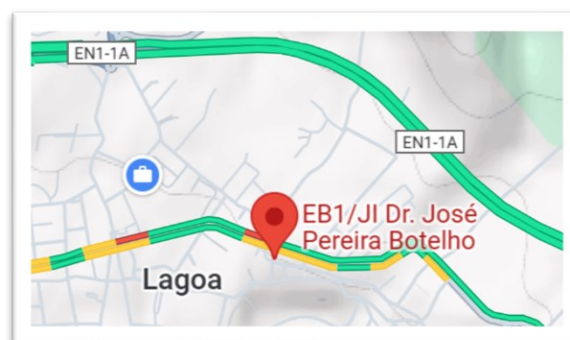 EN1-1A
EN1-1A
EB1/JI Dr. José
Pereira Botelho
Lagoa